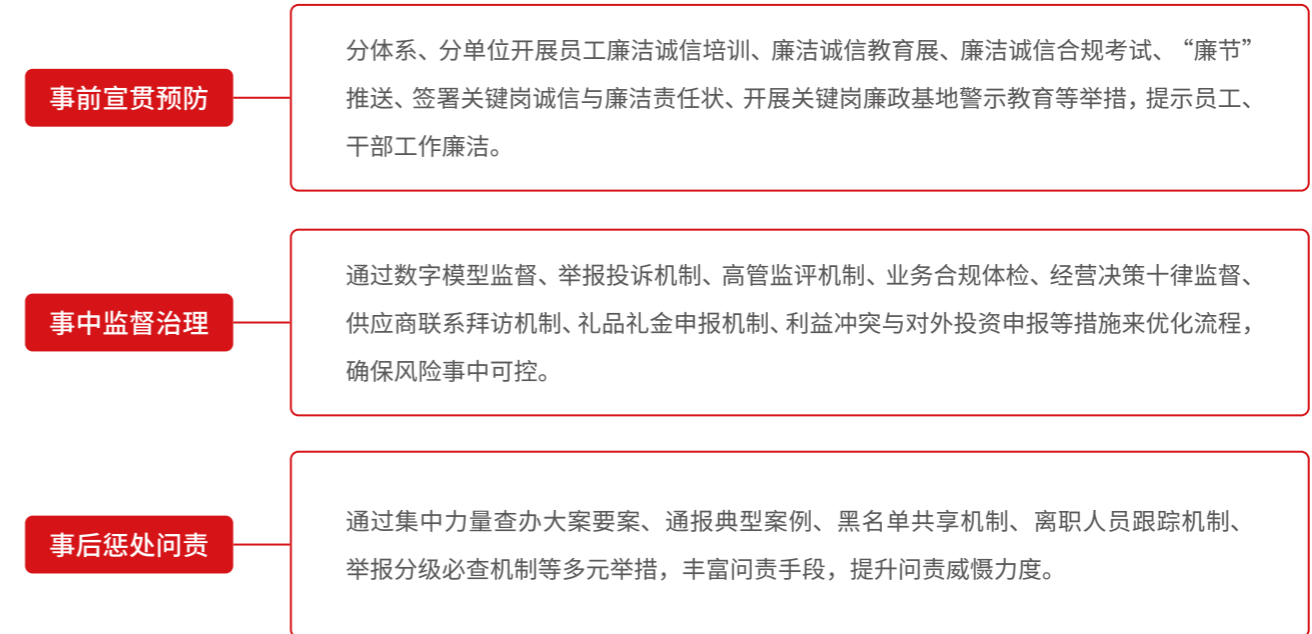 事前宣贯预防
分体系、分单位开展员工廉洁诚信培训、廉洁诚信教育展、廉洁诚信合规考试、“廉节”
推送、签署关键岗诚信与廉洁责任状、开展关键岗廉政基地警示教育等举措，提示员工、
干部工作廉洁。
事中监督治理
通过数字模型监督、举报投诉机制、高管监评机制、业务合规体检、经营决策十律监督、
供应商联系拜访机制、礼品礼金申报机制、利益冲突与对外投资申报等措施来优化流程，
确保风险事中可控。
事后惩处问责
通过集中力量查办大案要案、通报典型案例、黑名单共享机制、离职人员跟踪机制、
举报分级必查机制等多元举措，丰富问责手段，提升问责威慑力度。